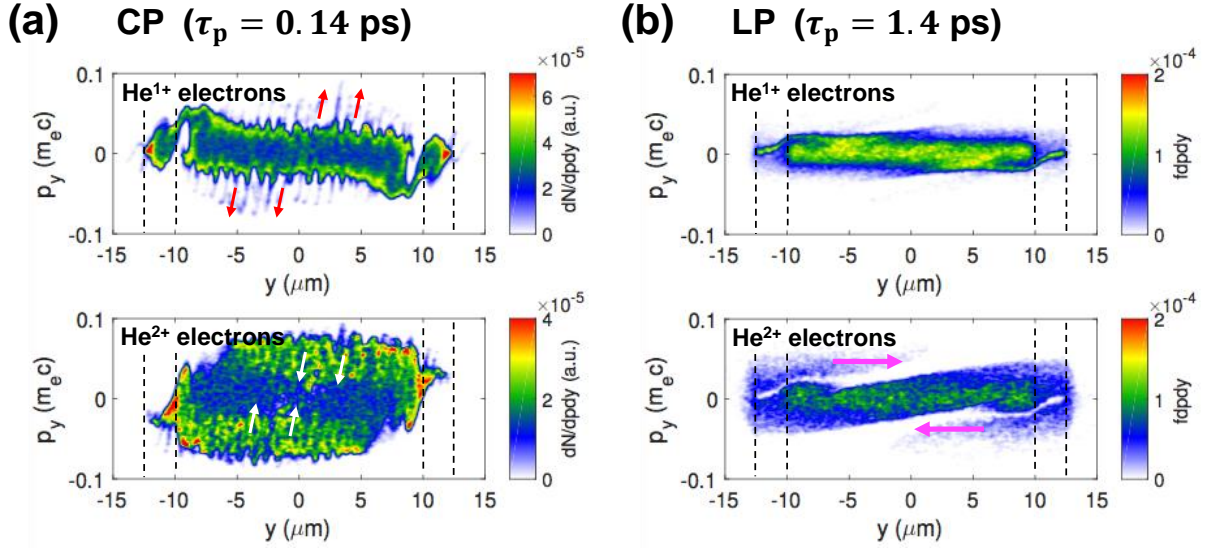 (a) CP (τp = 0.14 ps)
He1+ electrons
0.1
0
-0.1
py (mec)
-15 -10 -5 0 5 10 15
y (μm)
×10-5
6
4
2
0
dN/dpdy (a.u.)
He2+ electrons
0.1
0
-0.1
py (mec)
-15 -10 -5 0 5 10 15
y (μm)
×10-5
4
2
0
dN/dpdy (a.u.)
(b) LP (τp = 1.4 ps)
He1+ electrons
0.1
0
-0.1
py (mec)
-15 -10 -5 0 5 10 15
y (μm)
×10-4
2
1
0
fdpdy
He2+ electrons
0.1
0
-0.1
py (mec)
-15 -10 -5 0 5 10 15
y (μm)
×10-4
2
1
0
fdpdy